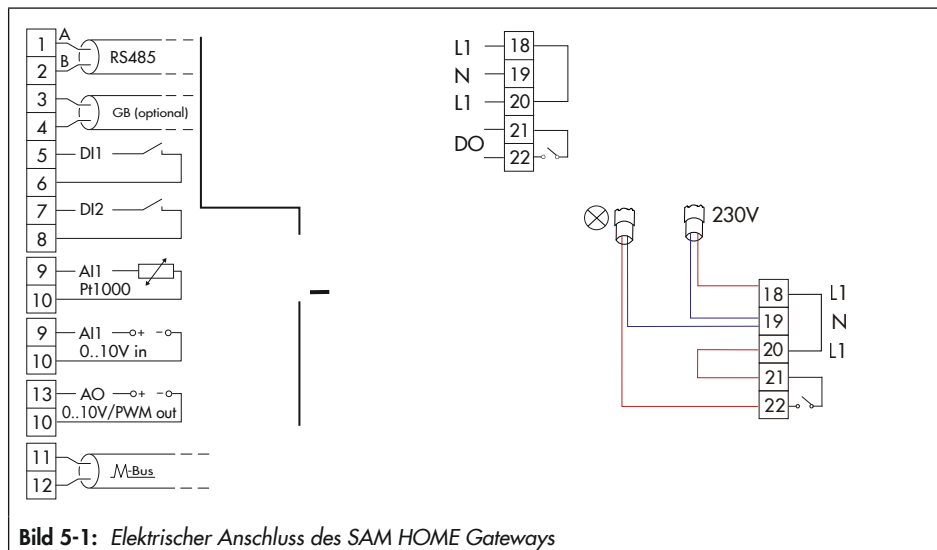 1 A
2 B
RS485
3
4
GB (optional)
5 DI1
6
7 DI2
8
9 AI1
Pt1000
10
9 AI1 + −
0..10V in
10
13 AO + −
0..10V/PWM out
10
11
12
M-Bus
L1 18
N 19
L1 20
21
DO
22
230V
18 L1
19 N
20 L1
21
22
Bild 5-1: Elektrischer Anschluss des SAM HOME Gateways